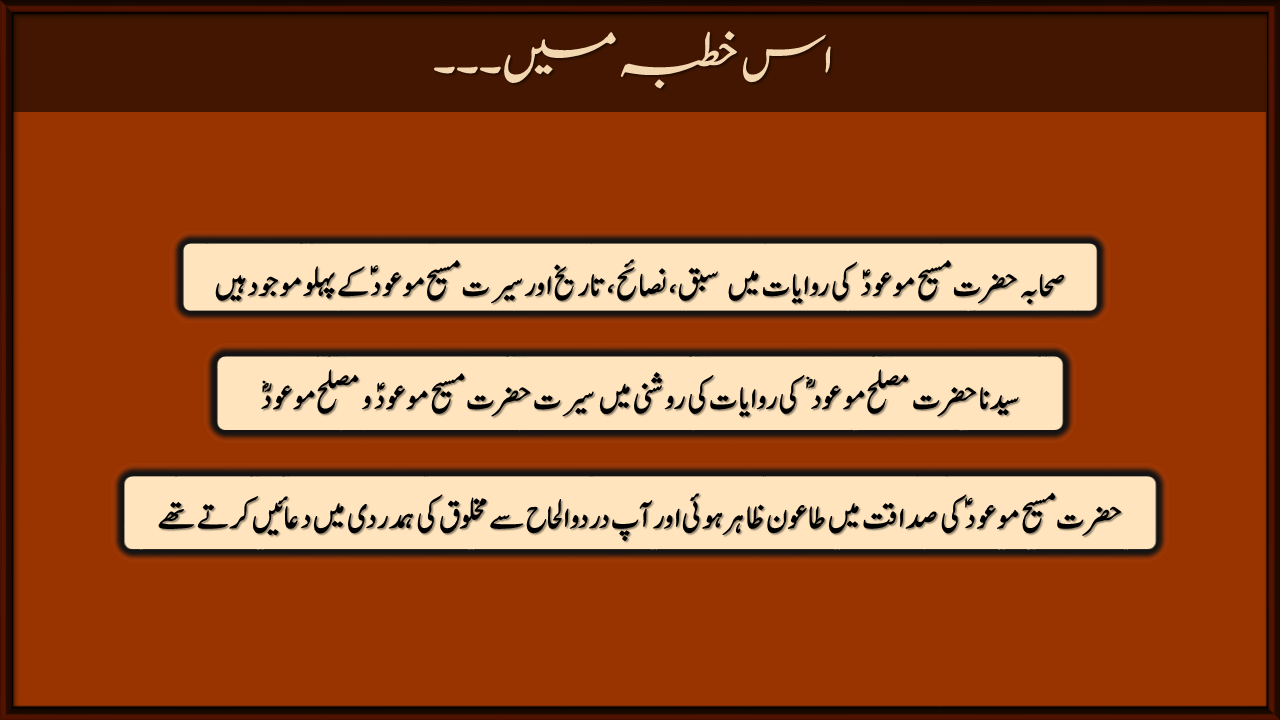 اس خطبہ میں۔۔۔
صحابہ حضرت مسیح موعودؑ کی روایات میں سبق، نصائح، تاریخ اور سیرت مسیح موعودؑ کے پہلو موجود ہیں
سیدنا حضرت مصلح موعودؓ کی روایات کی روشنی میں سیرت حضرت مسیح موعودؑ و مصلح موعودؓ
حضرت مسیح موعودؑ کی صداقت میں طاعون ظاہر ہوئی اور آپ درد و الحاح سے مخلوق کی ہمدردی میں دعائیں کرتے تھے